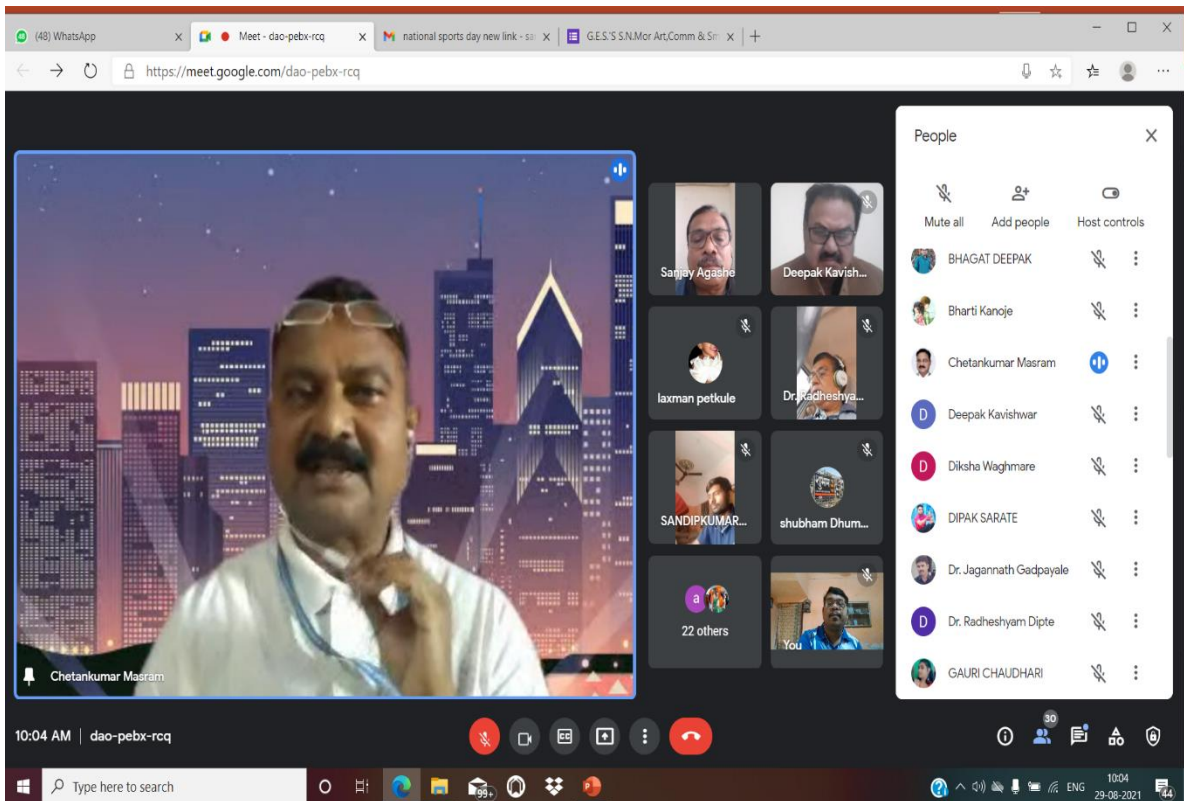 (48) WhatsApp
Meet - dao-pebx-rcq
national sports day new link - sa
G.E.S.'S S.N.Mor Art,Comm & Sm
https://meet.google.com/dao-pebx-rcq
Chetankumar Masram
Sanjay Agashe
Deepak Kavish...
laxman petkule
Dr. Radheshya...
SANDIPKUMAR...
shubham Dhum...
a
22 others
You
People
Mute all
Add people
Host controls
BHAGAT DEEPAK
Bharti Kanoje
Chetankumar Masram
D Deepak Kavishwar
D Diksha Waghmare
DIPAK SARATE
Dr. Jagannath Gadpayale
D Dr. Radheshyam Dipte
GAURI CHAUDHARI
10:04 AM | dao-pebx-rcq
CC
30
Type here to search
99+
ENG
10:04
29-08-2021
44